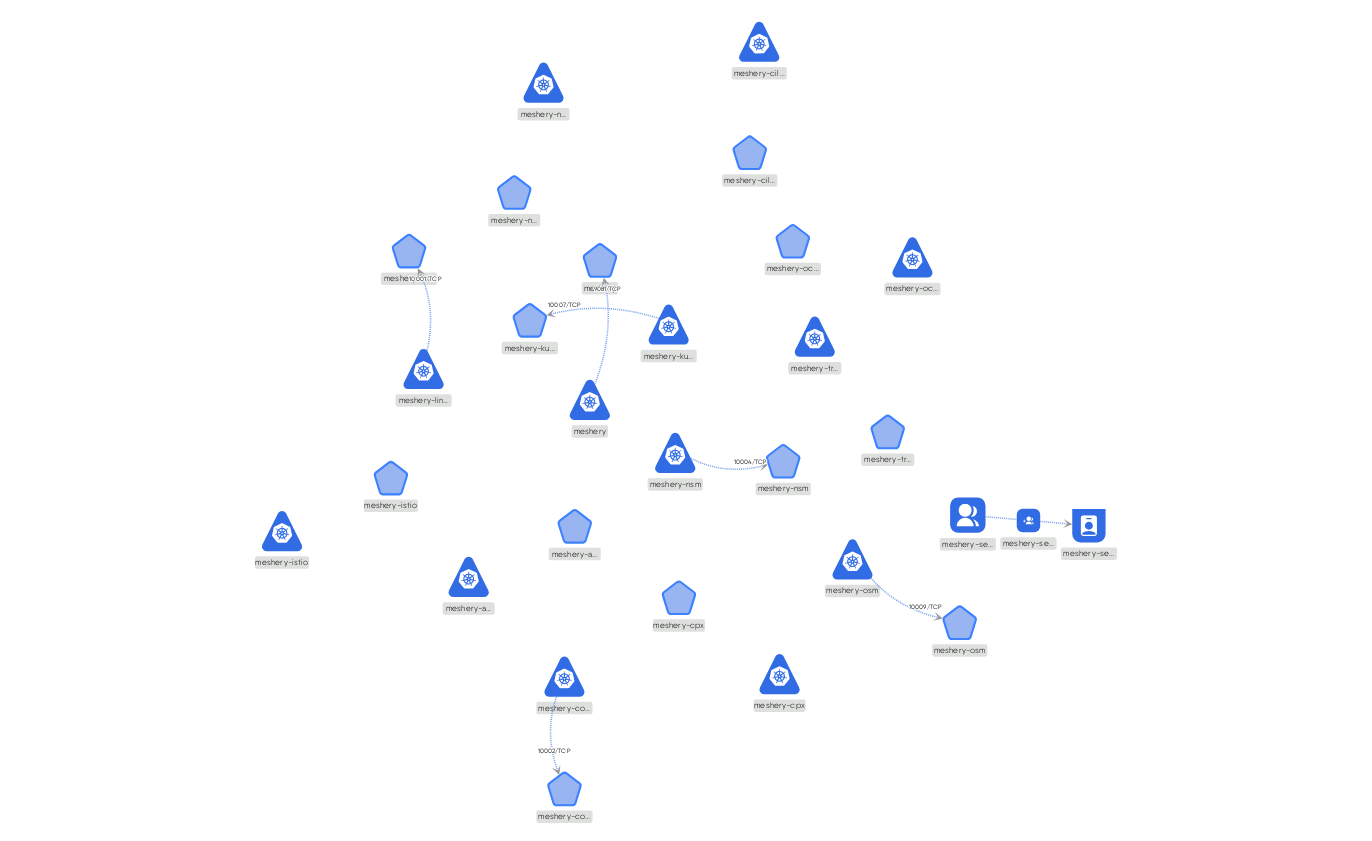 meshery-cil...
meshery-n...
meshery-cil...
meshery-n...
meshery-oc...
10001/TCP
meshery-oc...
10007/TCP
meshery-ku...
meshery-ku...
meshery-tr...
meshery-lin...
meshery
meshery-tr...
10004/TCP
meshery-nsm
meshery-nsm
meshery-istio
meshery-se...
meshery-se...
meshery-se...
meshery-a...
meshery-istio
meshery-osm
meshery-a...
10009/TCP
meshery-cpx
meshery-osm
meshery-cpx
meshery-co...
10002/TCP
meshery-co...